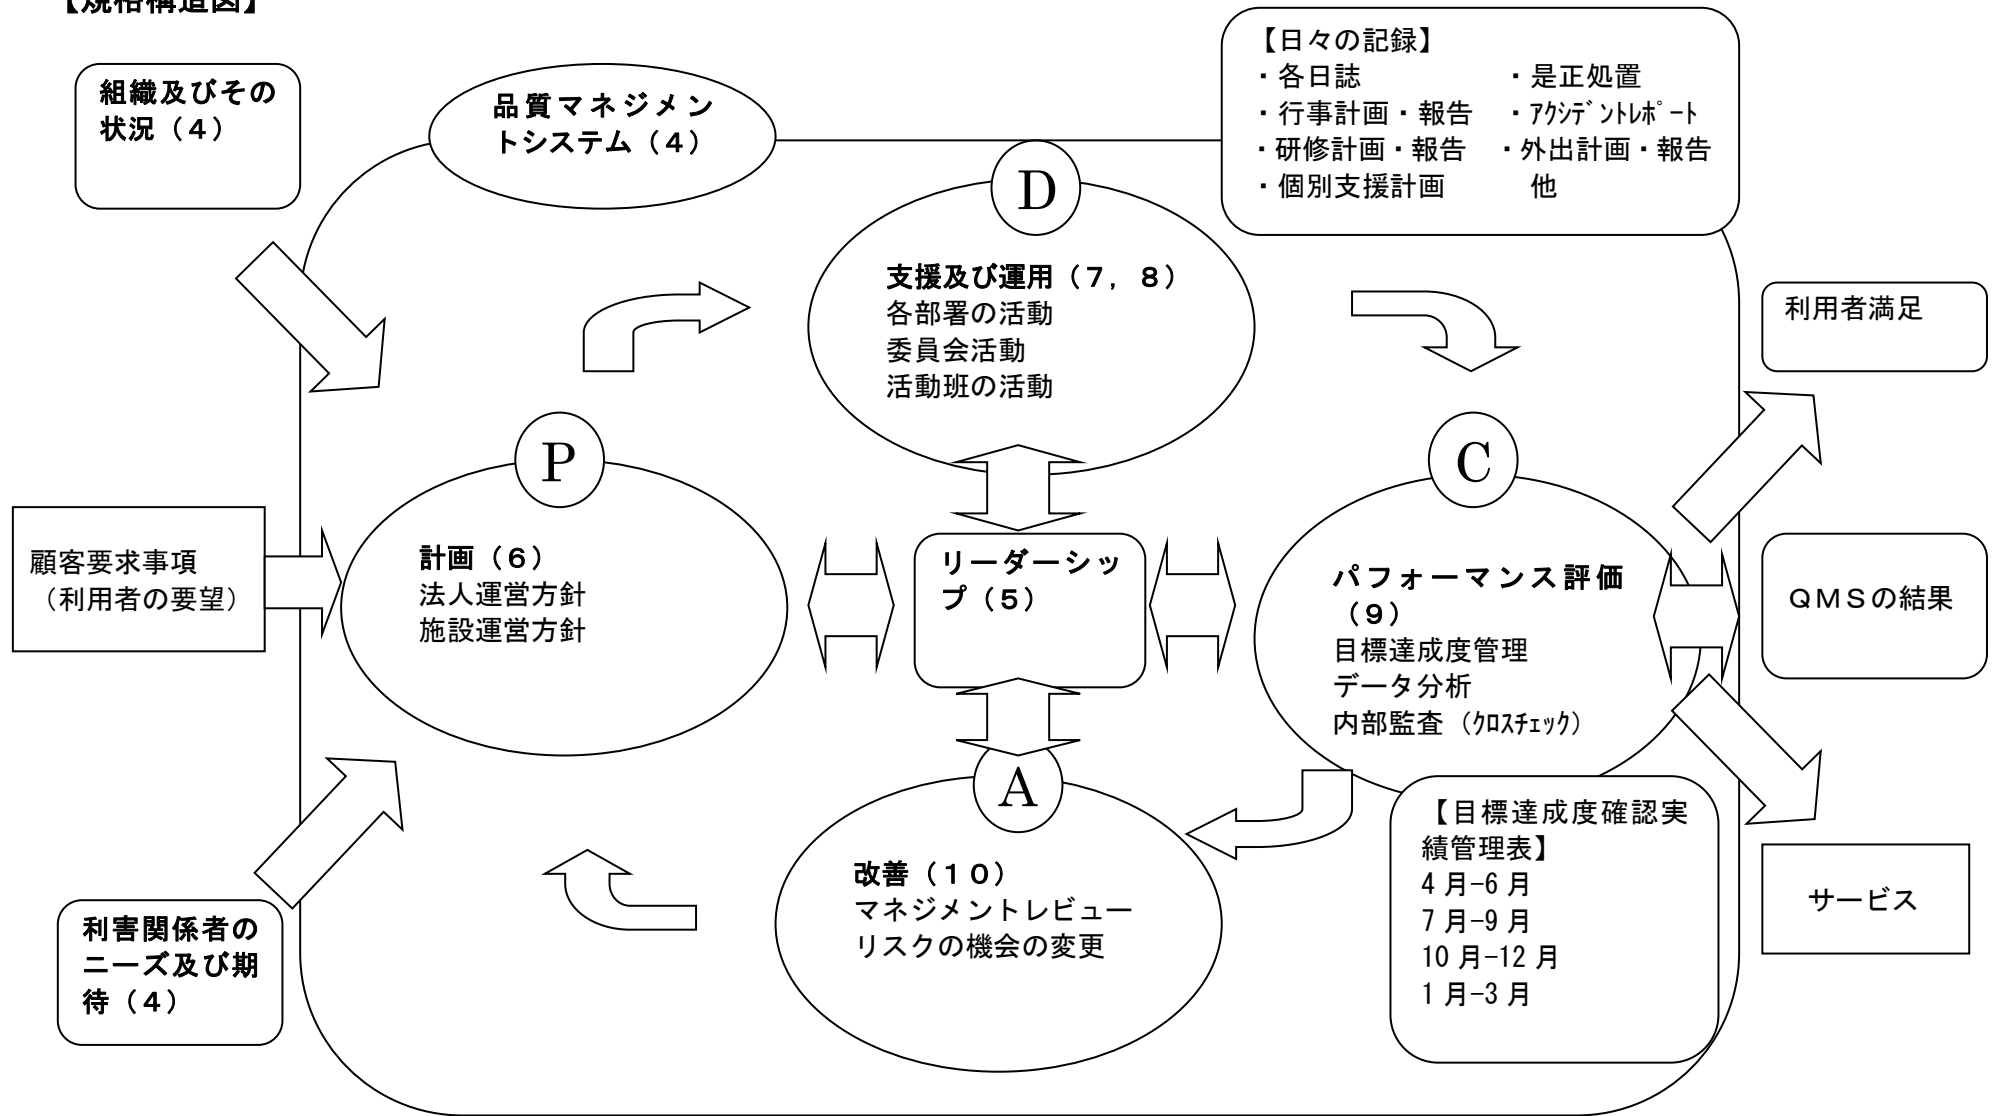 【規格構造図】
組織及びその
状況（４）
品質マネジメン
トシステム（４）
【日々の記録】
・各日誌　・是正処置
・行事計画・報告　・ｱｸｼﾃﾞﾝﾄﾚﾎﾟｰﾄ
・研修計画・報告　・外出計画・報告
・個別支援計画　他
D
支援及び運用（７，８）
各部署の活動
委員会活動
活動班の活動
利用者満足
P
計画（６）
法人運営方針
施設運営方針
顧客要求事項
（利用者の要望）
リーダーシッ
プ（５）
C
パフォーマンス評価
（９）
目標達成度管理
データ分析
内部監査（ｸﾛｽﾁｪｯｸ）
ＱＭＳの結果
A
改善（１０）
マネジメントレビュー
リスクの機会の変更
【目標達成度確認実
績管理表】
4 月−6 月
7 月−9 月
10 月−12 月
1 月−3 月
サービス
利害関係者の
ニーズ及び期
待（４）